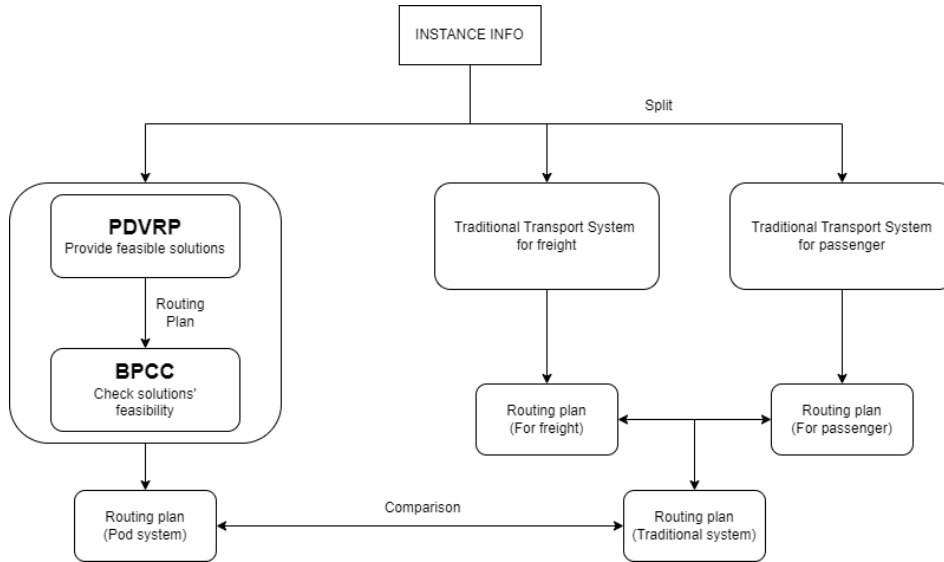 INSTANCE INFO
Split
PDVRP
Provide feasible solutions
Routing
Plan
BPCC
Check solutions'
feasibility
Traditional Transport System
for freight
Traditional Transport System
for passenger
Routing plan
(For freight)
Routing plan
(For passenger)
Routing plan
(Pod system)
Comparison
Routing plan
(Traditional system)